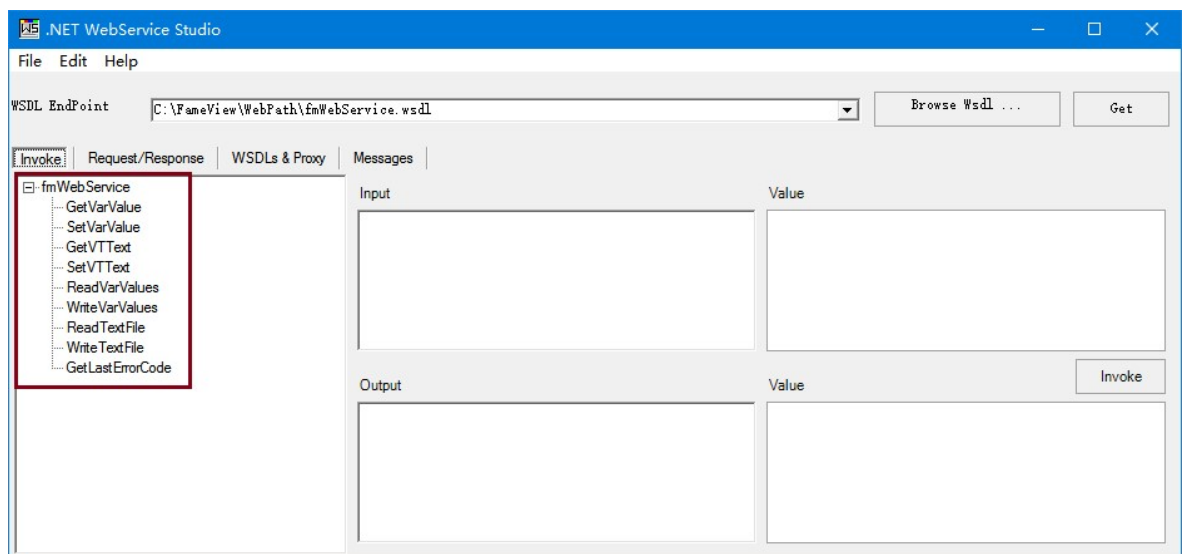 .NET WebService Studio
File Edit Help
WSDL EndPoint C:\FameView\WebPath\fmWebService.wsdl Browse Wsdl ... Get
Invoke Request/Response WSDLs & Proxy Messages
fmWebService
GetVarValue
SetVarValue
GetVTText
SetVTText
ReadVarValues
WriteVarValues
ReadTextFile
WriteTextFile
GetLastErrorCode
Input Value
Invoke
Output Value